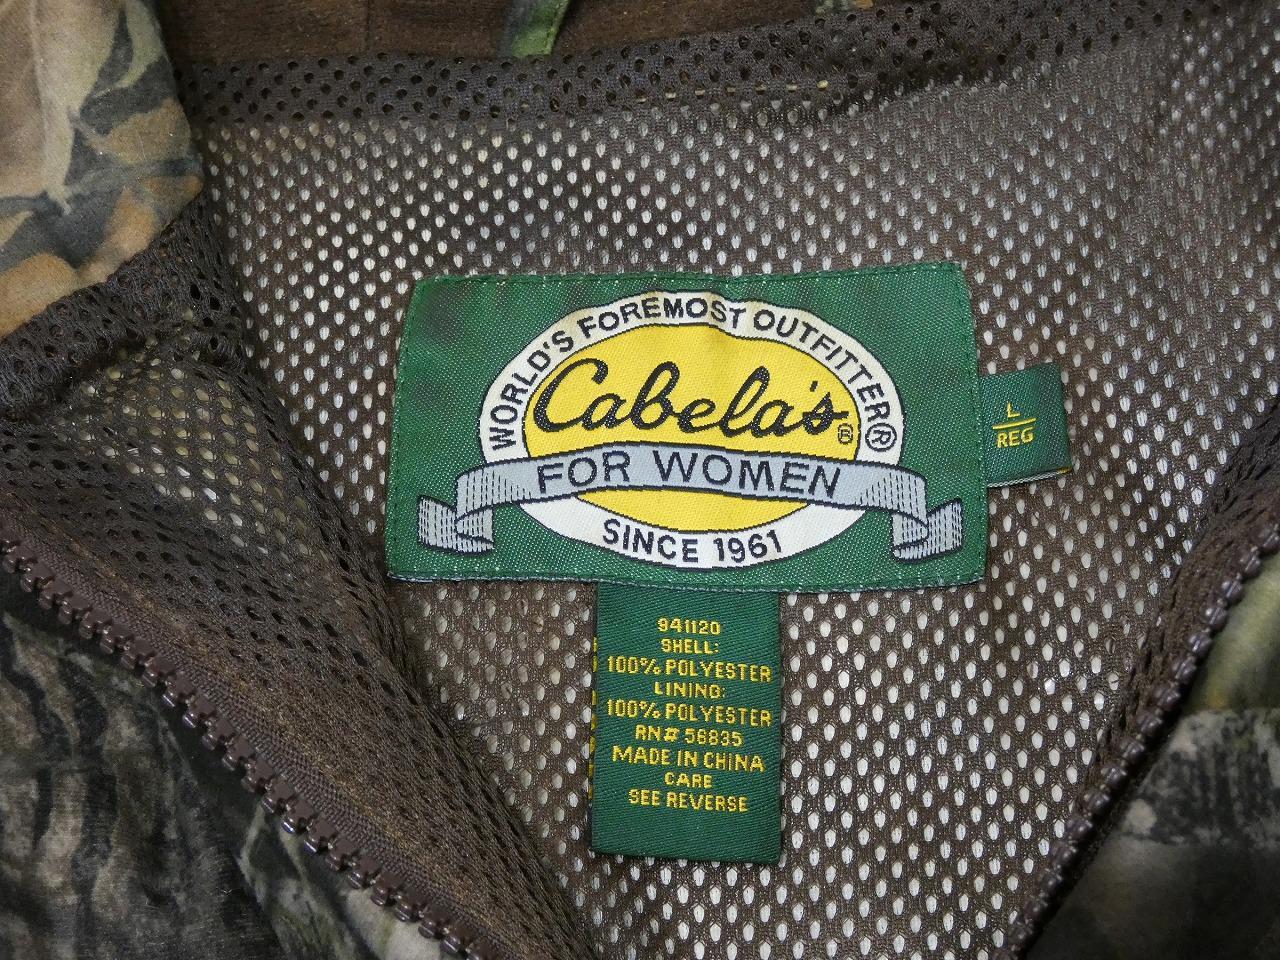 WORLD'S FOREMOST OUTFITTER®
Cabela's®
FOR WOMEN
SINCE 1961
L
REG
941120
SHELL:
100% POLYESTER
LINING:
100% POLYESTER
RN# 56835
MADE IN CHINA
CARE
SEE REVERSE